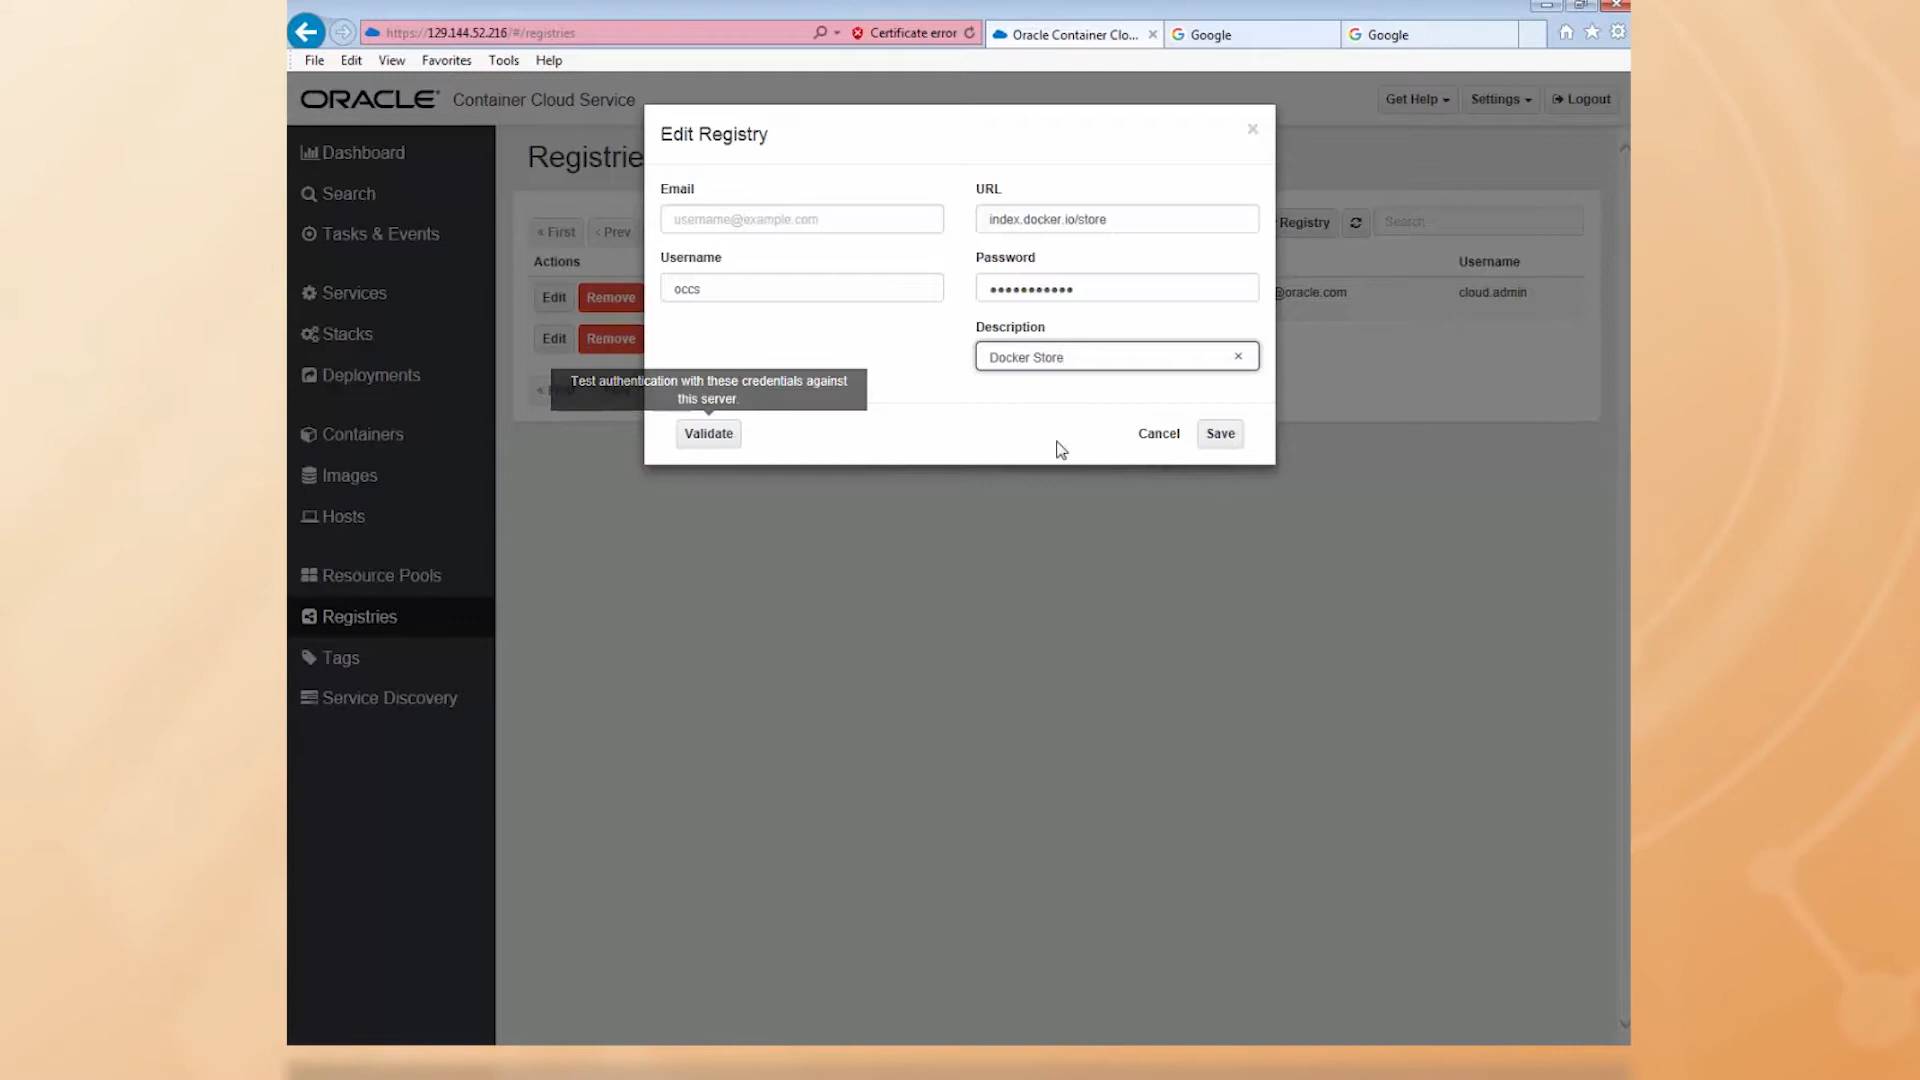 https://129.144.52.216/#/registries
Certificate error
Oracle Container Clo...
Google
Google
File Edit View Favorites Tools Help
ORACLE Container Cloud Service
Get Help
Settings
Logout
Dashboard
Search
Tasks & Events
Services
Stacks
Deployments
Containers
Images
Hosts
Resource Pools
Registries
Tags
Service Discovery
Registrie
« First
‹ Prev
Registry
Search
Actions
Username
Edit Remove
@oracle.com
cloud.admin
Edit Remove
Edit Registry
Email
username@example.com
URL
index.docker.io/store
Username
occs
Password
•••••••••••
Description
Docker Store
Test authentication with these credentials against
this server.
Validate
Cancel
Save